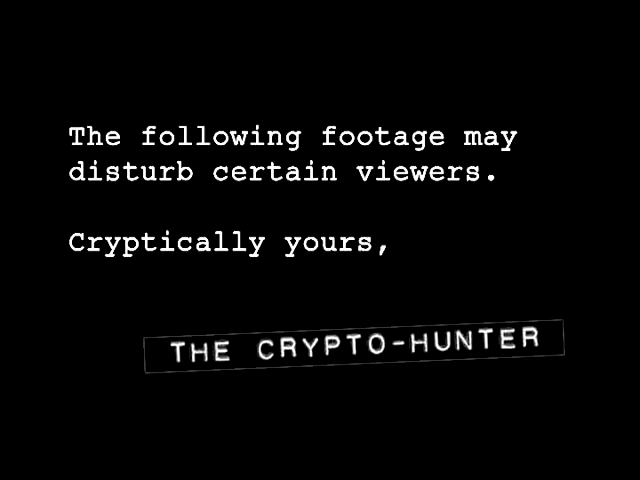 The following footage may
disturb certain viewers.
Cryptically yours,
THE CRYPTO-HUNTER